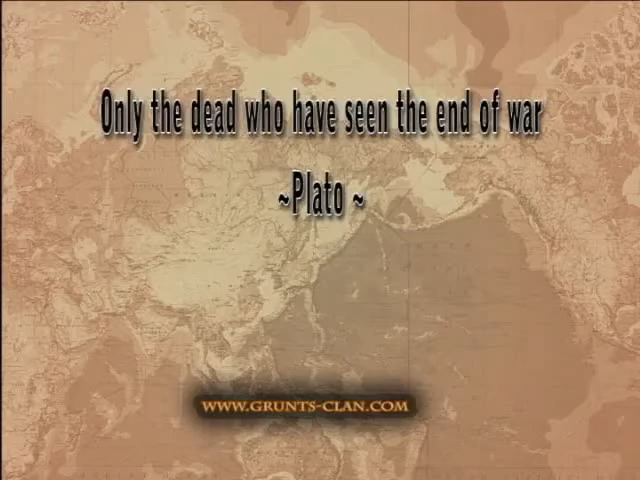 Only the dead who have seen the end of war
~Plato ~
WWW.GRUNTS-CLAN.COM